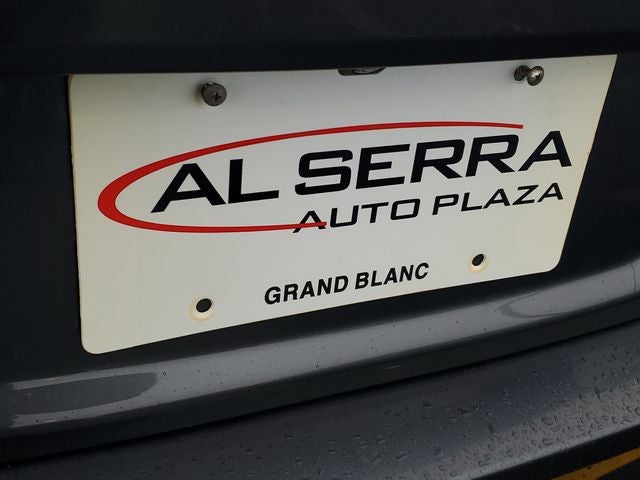 AL SERRA
AUTO PLAZA
GRAND BLANC